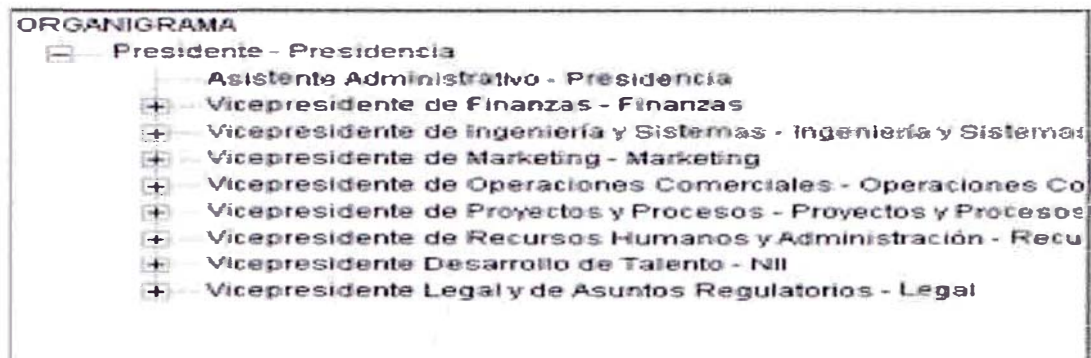 ORGANIGRAMA
Presidente - Presidencia
Asistente Administrativo - Presidencia
Vicepresidente de Finanzas - Finanzas
Vicepresidente de Ingeniería y Sistemas - Ingeniería y Sistemas
Vicepresidente de Marketing - Marketing
Vicepresidente de Operaciones Comerciales - Operaciones Co
Vicepresidente de Proyectos y Procesos - Proyectos y Procesos
Vicepresidente de Recursos Humanos y Administración - Recu
Vicepresidente Desarrollo de Talento - NII
Vicepresidente Legal y de Asuntos Regulatorios - Legal